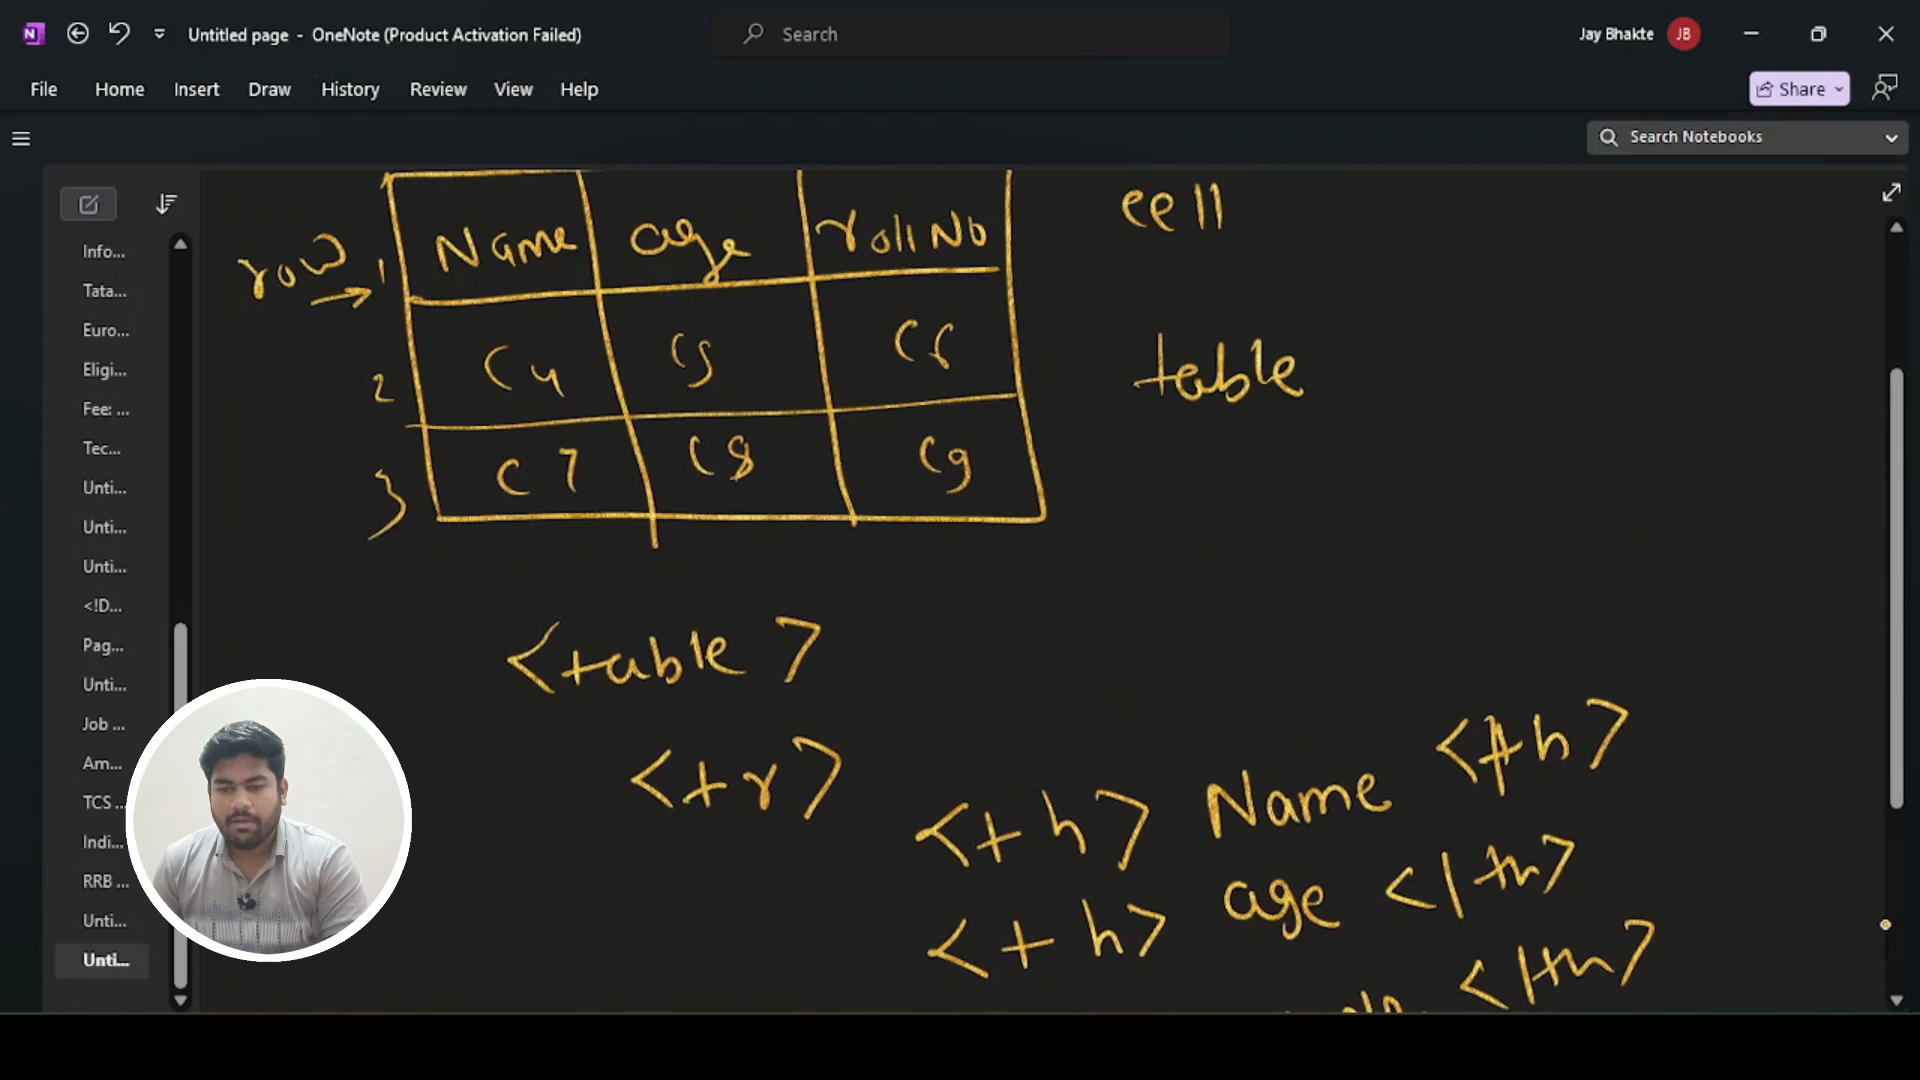 Untitled page - OneNote (Product Activation Failed)
Search
Jay Bhakte
JB
File
Home
Insert
Draw
History
Review
View
Help
Share
Search Notebooks
Info...
Tata...
Euro...
Eligi...
Fee: ...
Tec...
Unti...
Unti...
Unti...
<!D...
Pag...
Unti...
Job ...
Am...
TCS ...
Indi...
RRB ...
Unti...
Unti...
cell
row 1 Name age roll No
2 C4 C5 C6
table
3 C7 C8 C9
<table>
<tr>
<th> Name </th>
<th> age </th>
</th>